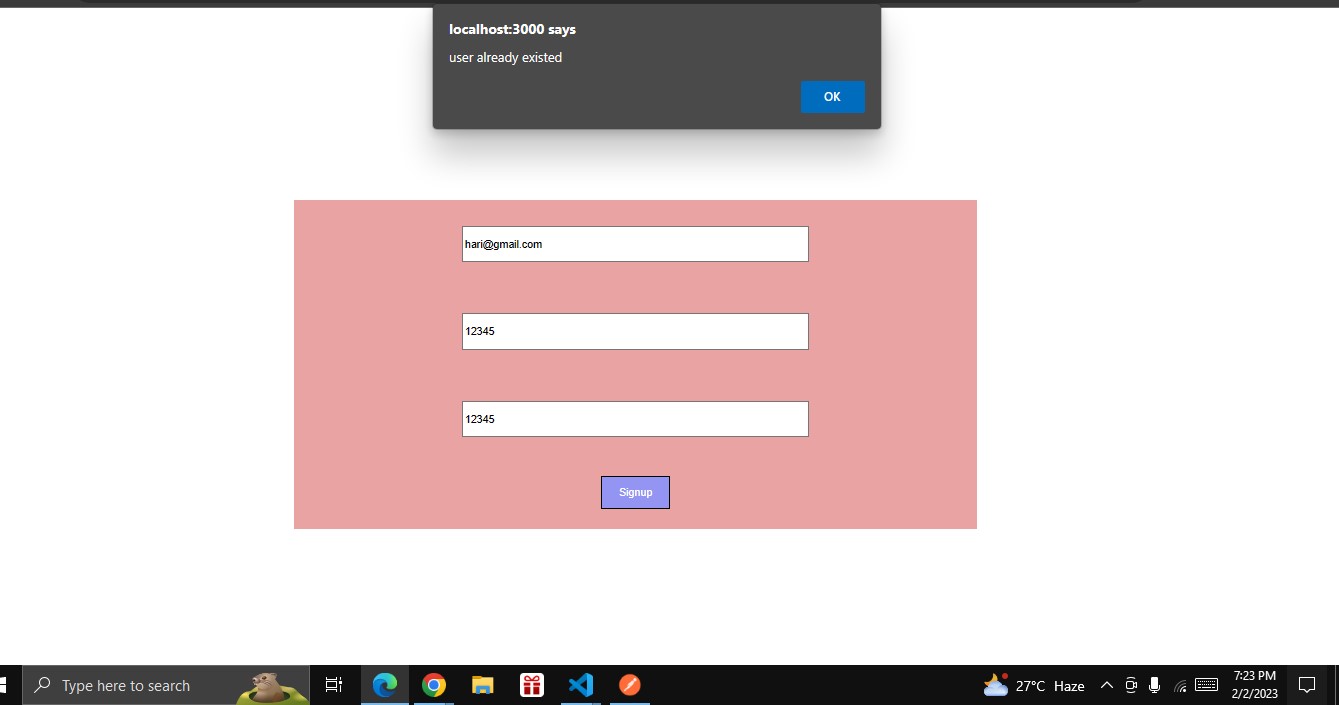 localhost:3000 says
user already existed
OK
hari@gmail.com
12345
12345
Signup
Type here to search
27°C Haze
7:23 PM
2/2/2023